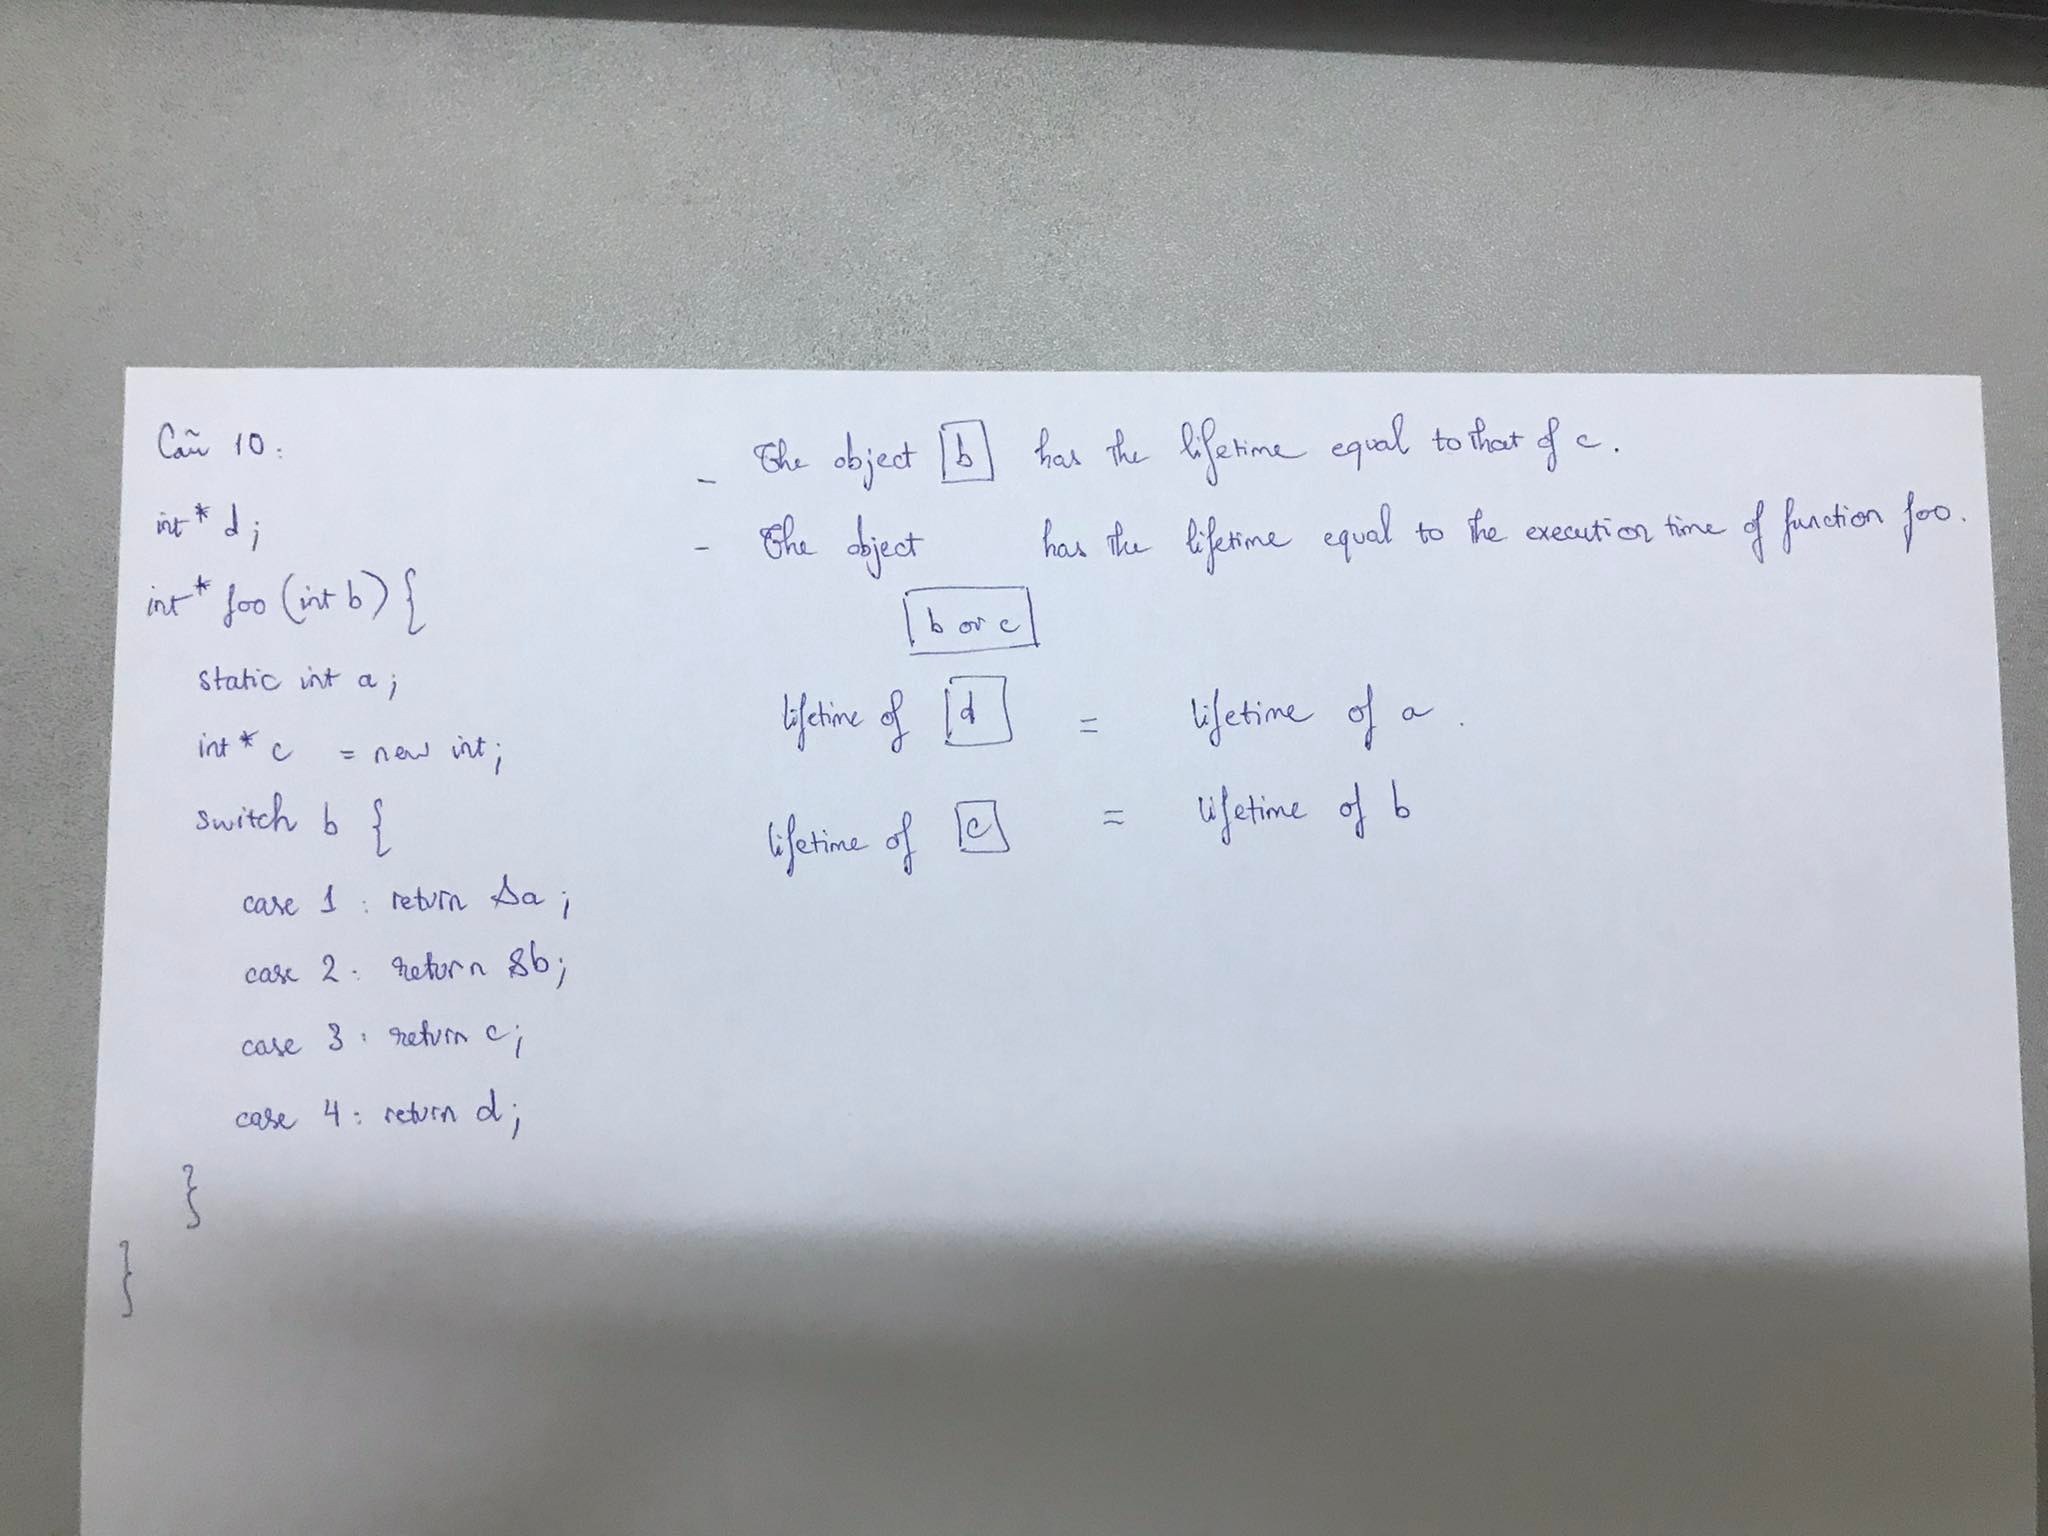 Câu 10:
int* d;
int* foo (int b) {
static int a;
int* c = new int;
switch b {
case 1: return &a;
case 2: return &b;
case 3: return c;
case 4: return d;
}
}
- The object b has the lifetime equal to that of c.
- The object has the lifetime equal to the execution time of function foo.
b or c
lifetime of d = lifetime of a.
lifetime of c = lifetime of b